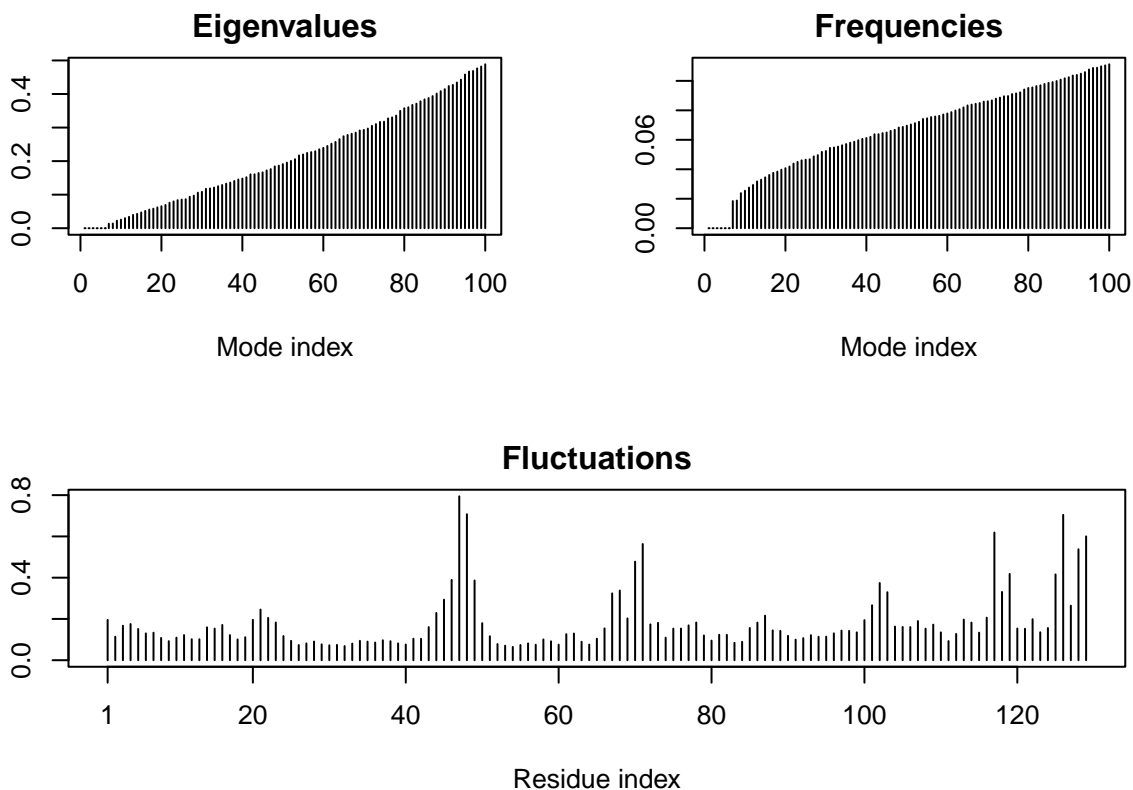 Eigenvalues
0.4
0.2
0.0
0 20 40 60 80 100
Mode index
Frequencies
0.06
0.00
0 20 40 60 80 100
Mode index
Fluctuations
0.8
0.4
0.0
1 20 40 60 80 100 120
Residue index